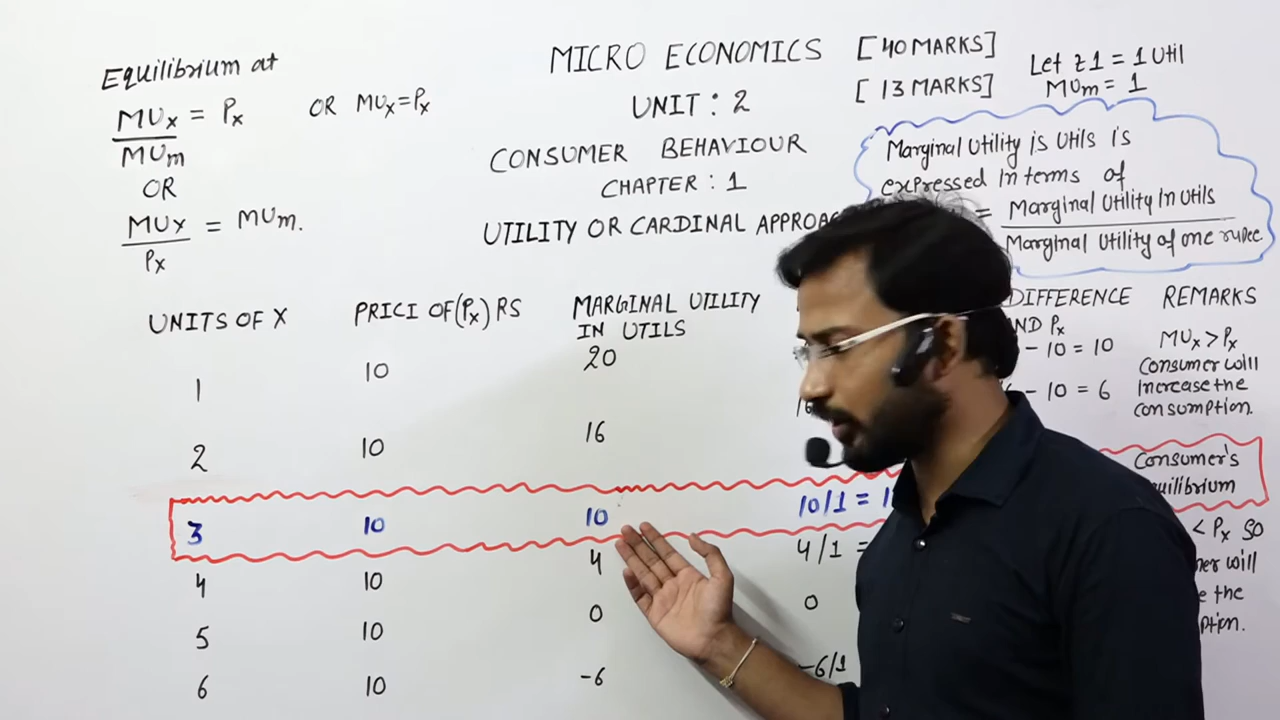 Equilibrium at
MUx = Px OR MUx=Px
MUm
OR
MUx = MUm.
Px
MICRO ECONOMICS [40 MARKS]
UNIT : 2 [13 MARKS]
CONSUMER BEHAVIOUR
CHAPTER : 1
UTILITY OR CARDINAL
Let ₹1 = 1 Util
MUm = 1
Marginal Utility is Utils is
expressed in terms of
= Marginal Utility In Utils
Marginal Utility of one rupee
UNITS OF X PRICI OF(Px) RS MARGINAL UTILITY DIFFERENCE REMARKS
IN UTILS Px
1 10 20 - 10 = 10 MUx > Px
Consumer will
increase the
consumption.
2 10 16 16 - 10 = 6
3 10 10 10/1 = Consumer's
4 10 4 4/1 = < Px so
will
the
5 10 0 0
6 10 -6 -6/1